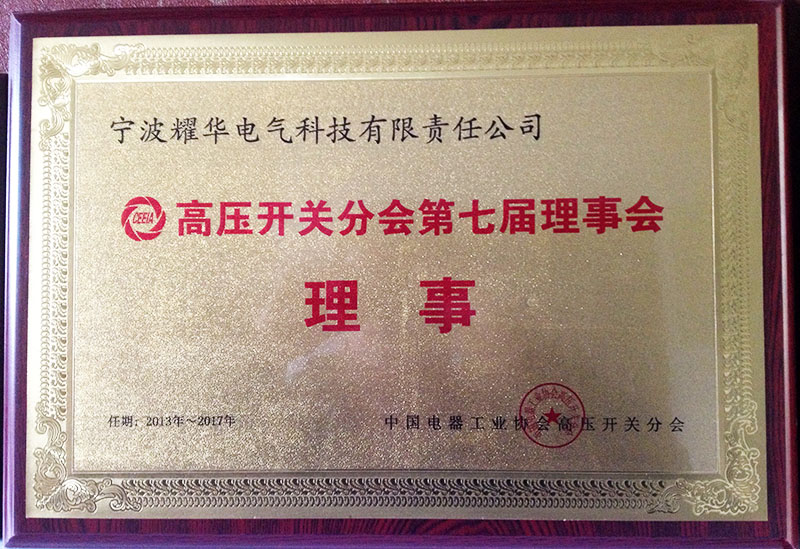 宁波耀华电气科技有限责任公司
CEEIA 高压开关分会第七届理事会
理事
任期：2013年～2017年
中国电器工业协会高压开关分会